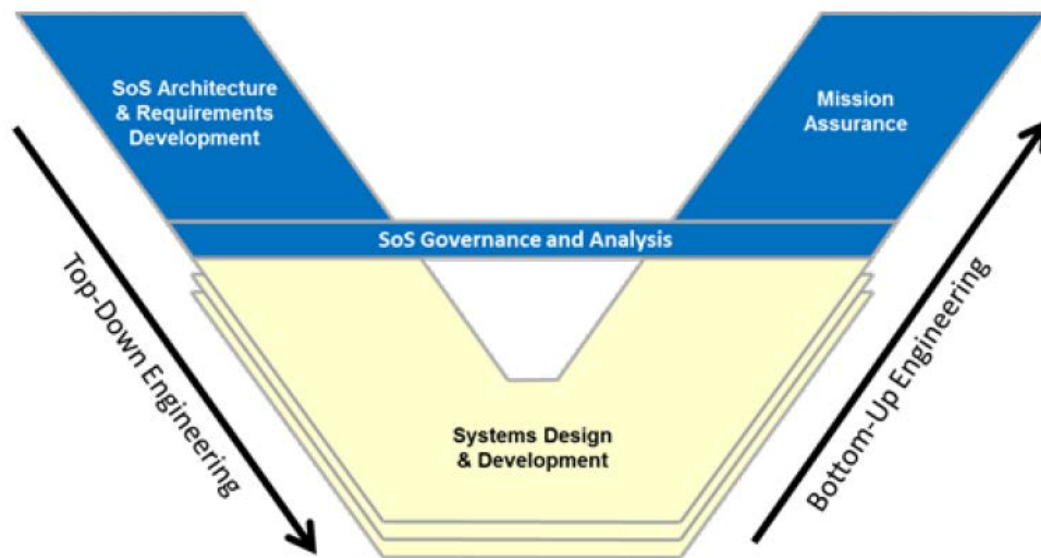 SoS Architecture
& Requirements
Development
Mission
Assurance
SoS Governance and Analysis
Top-Down Engineering
Bottom-Up Engineering
Systems Design
& Development